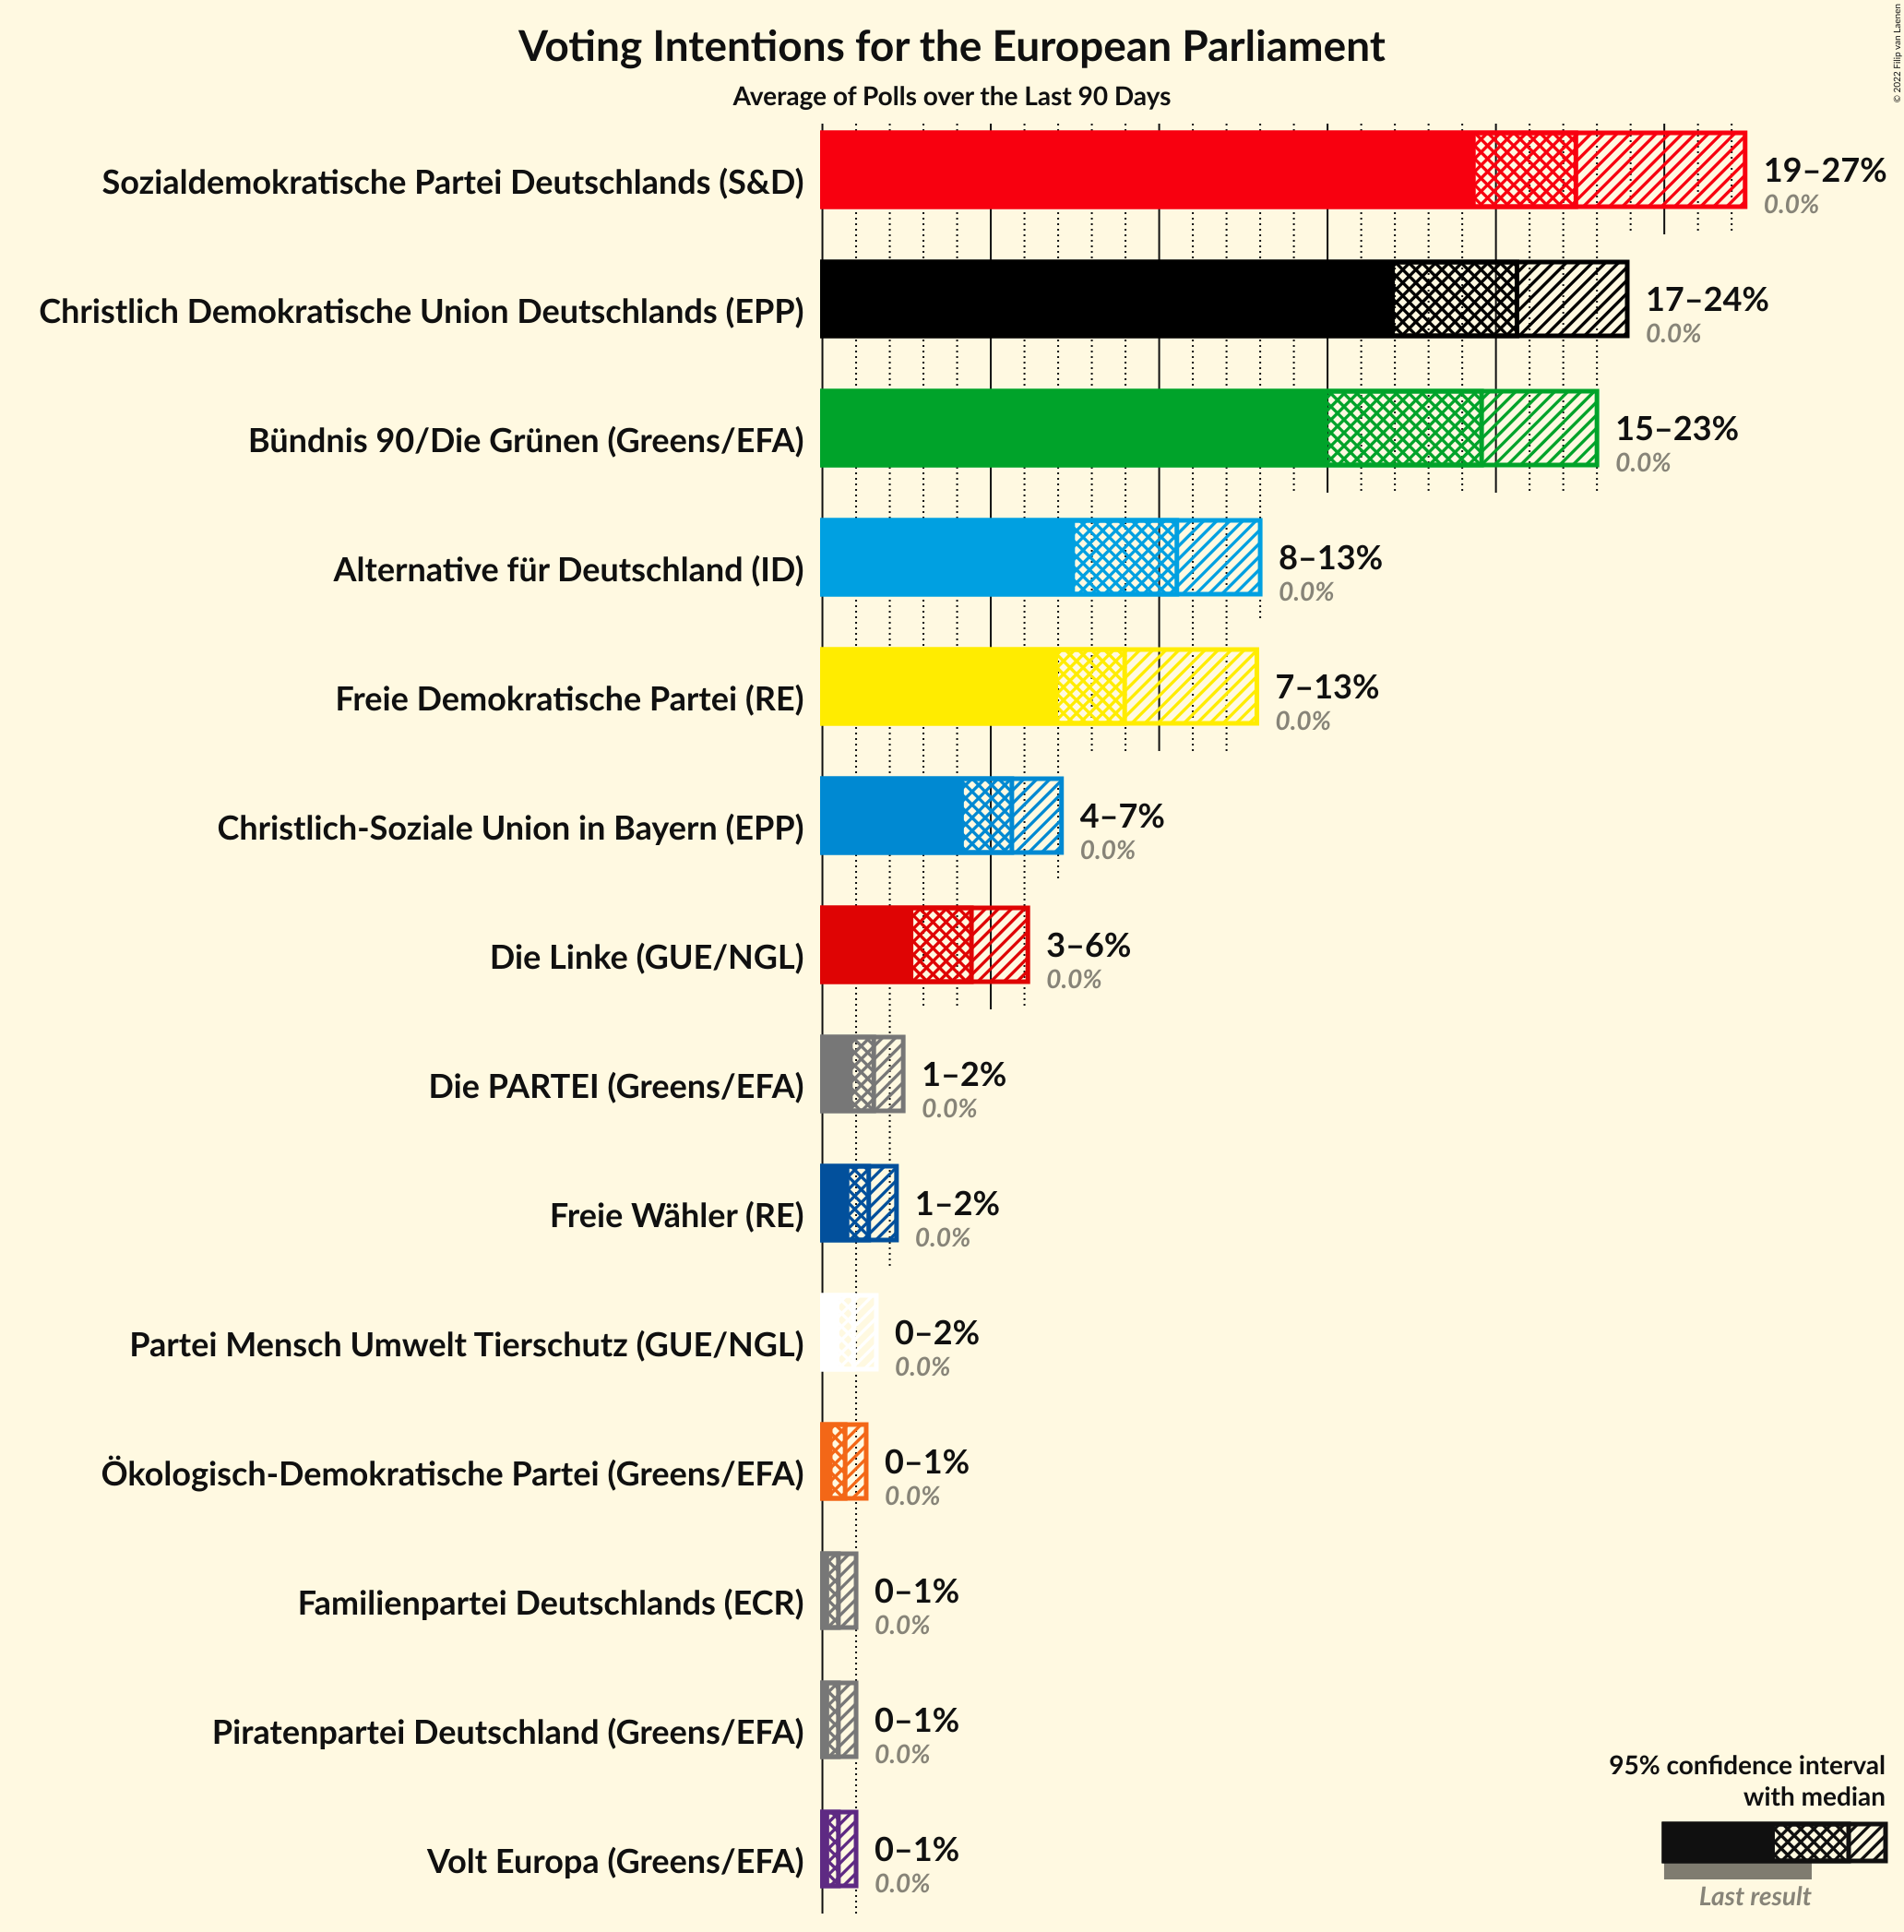 Voting Intentions for the European Parliament
Average of Polls over the Last 90 Days
© 2022 Filip van Laenen
Sozialdemokratische Partei Deutschlands (S&D)
19–27%
0.0%
Christlich Demokratische Union Deutschlands (EPP)
17–24%
0.0%
Bündnis 90/Die Grünen (Greens/EFA)
15–23%
0.0%
Alternative für Deutschland (ID)
8–13%
0.0%
Freie Demokratische Partei (RE)
7–13%
0.0%
Christlich-Soziale Union in Bayern (EPP)
4–7%
0.0%
Die Linke (GUE/NGL)
3–6%
0.0%
Die PARTEI (Greens/EFA)
1–2%
0.0%
Freie Wähler (RE)
1–2%
0.0%
Partei Mensch Umwelt Tierschutz (GUE/NGL)
0–2%
0.0%
Ökologisch-Demokratische Partei (Greens/EFA)
0–1%
0.0%
Familienpartei Deutschlands (ECR)
0–1%
0.0%
Piratenpartei Deutschland (Greens/EFA)
0–1%
0.0%
Volt Europa (Greens/EFA)
0–1%
0.0%
95% confidence interval
with median
Last result